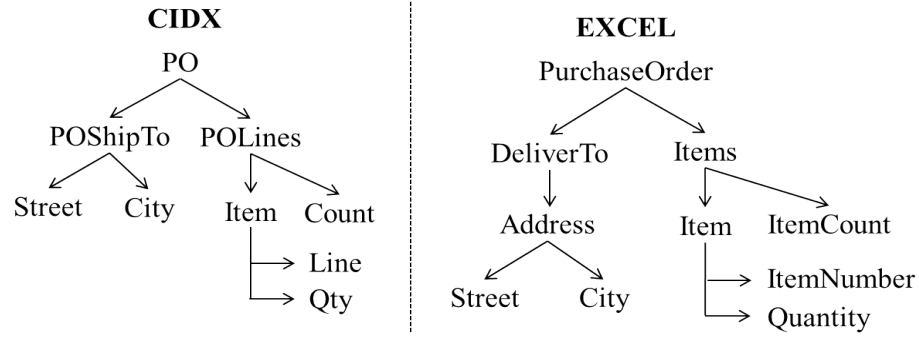 CIDX
PO
POShipTo POLines
Street City Item Count
Line
Qty
EXCEL
PurchaseOrder
DeliverTo Items
Address Item ItemCount
ItemNumber
Street City
Quantity